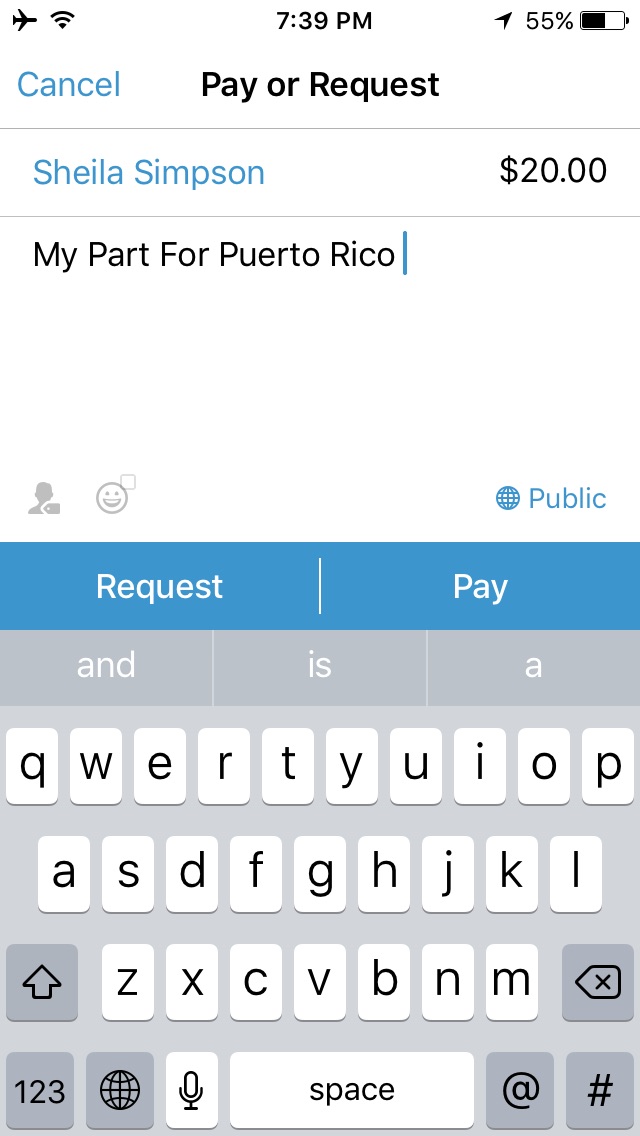 7:39 PM 55%
Cancel Pay or Request
Sheila Simpson $20.00
My Part For Puerto Rico
Public
Request Pay
and is a
q w e r t y u i o p
a s d f g h j k l
z x c v b n m
123 space @ #